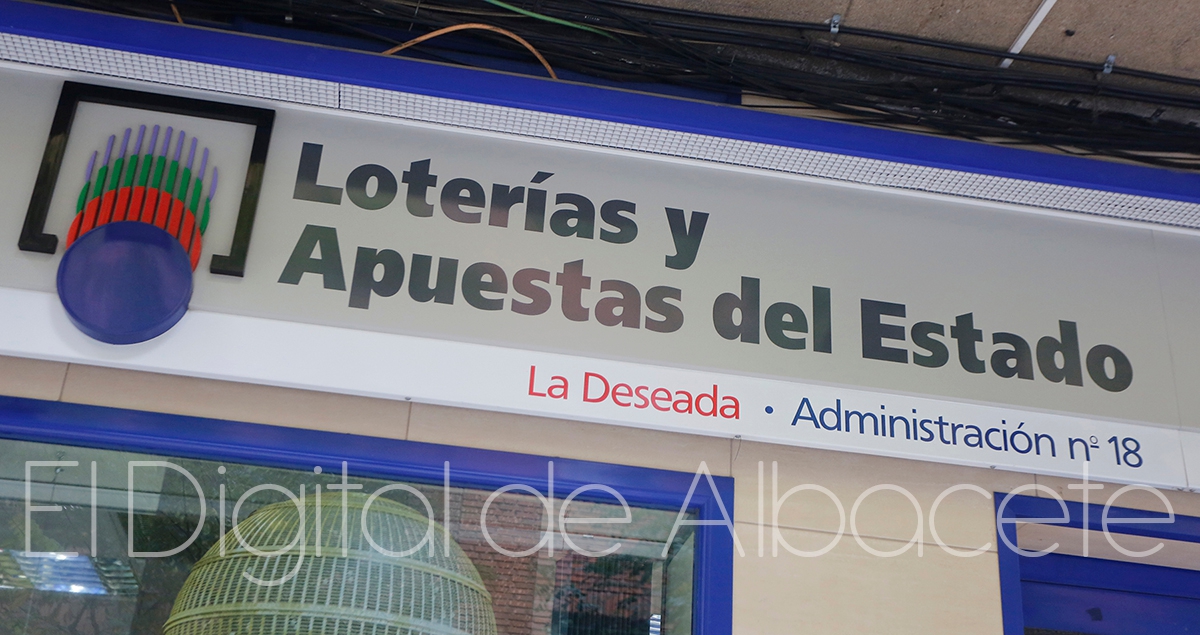 Loterías y
Apuestas del Estado
La Deseada · Administración nº 18
El Digital de Albacete